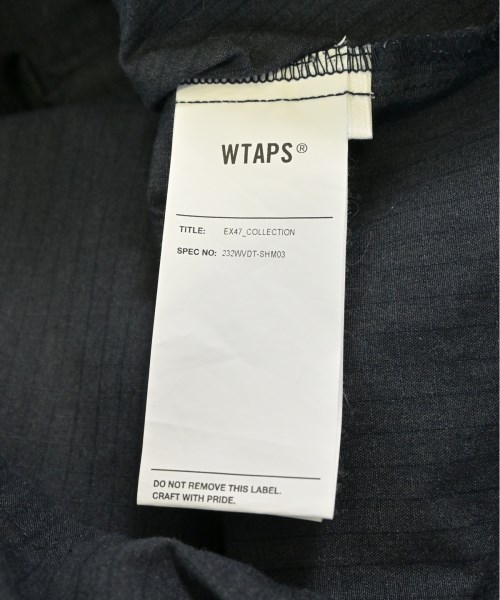 WTAPS®
TITLE: EX47_COLLECTION
SPEC NO: 232WVDT-SHM03
DO NOT REMOVE THIS LABEL.
CRAFT WITH PRIDE.